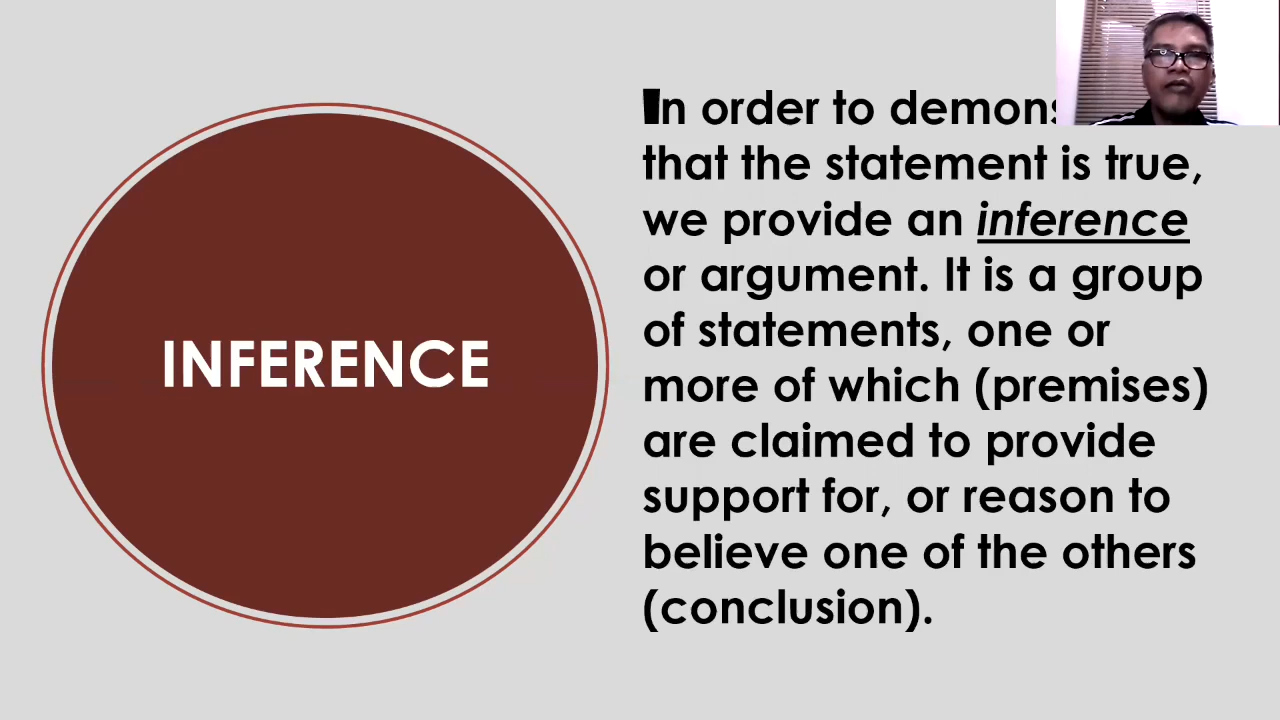 INFERENCE
In order to
that the statement is true,
we provide an inference
or argument. It is a group
of statements, one or
more of which (premises)
are claimed to provide
support for, or reason to
believe one of the others
(conclusion).